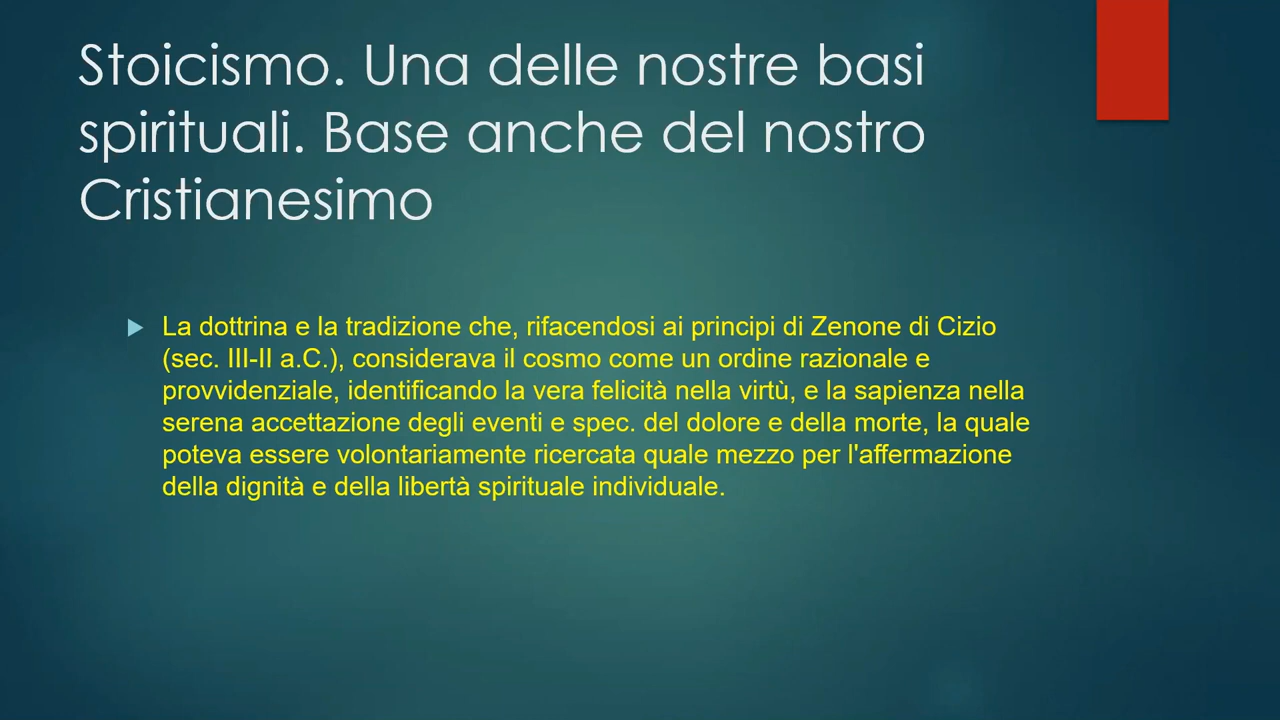 Stoicismo. Una delle nostre basi
spirituali. Base anche del nostro
Cristianesimo
La dottrina e la tradizione che, rifacendosi ai principi di Zenone di Cizio
(sec. III-II a.C.), considerava il cosmo come un ordine razionale e
provvidenziale, identificando la vera felicità nella virtù, e la sapienza nella
serena accettazione degli eventi e spec. del dolore e della morte, la quale
poteva essere volontariamente ricercata quale mezzo per l'affermazione
della dignità e della libertà spirituale individuale.